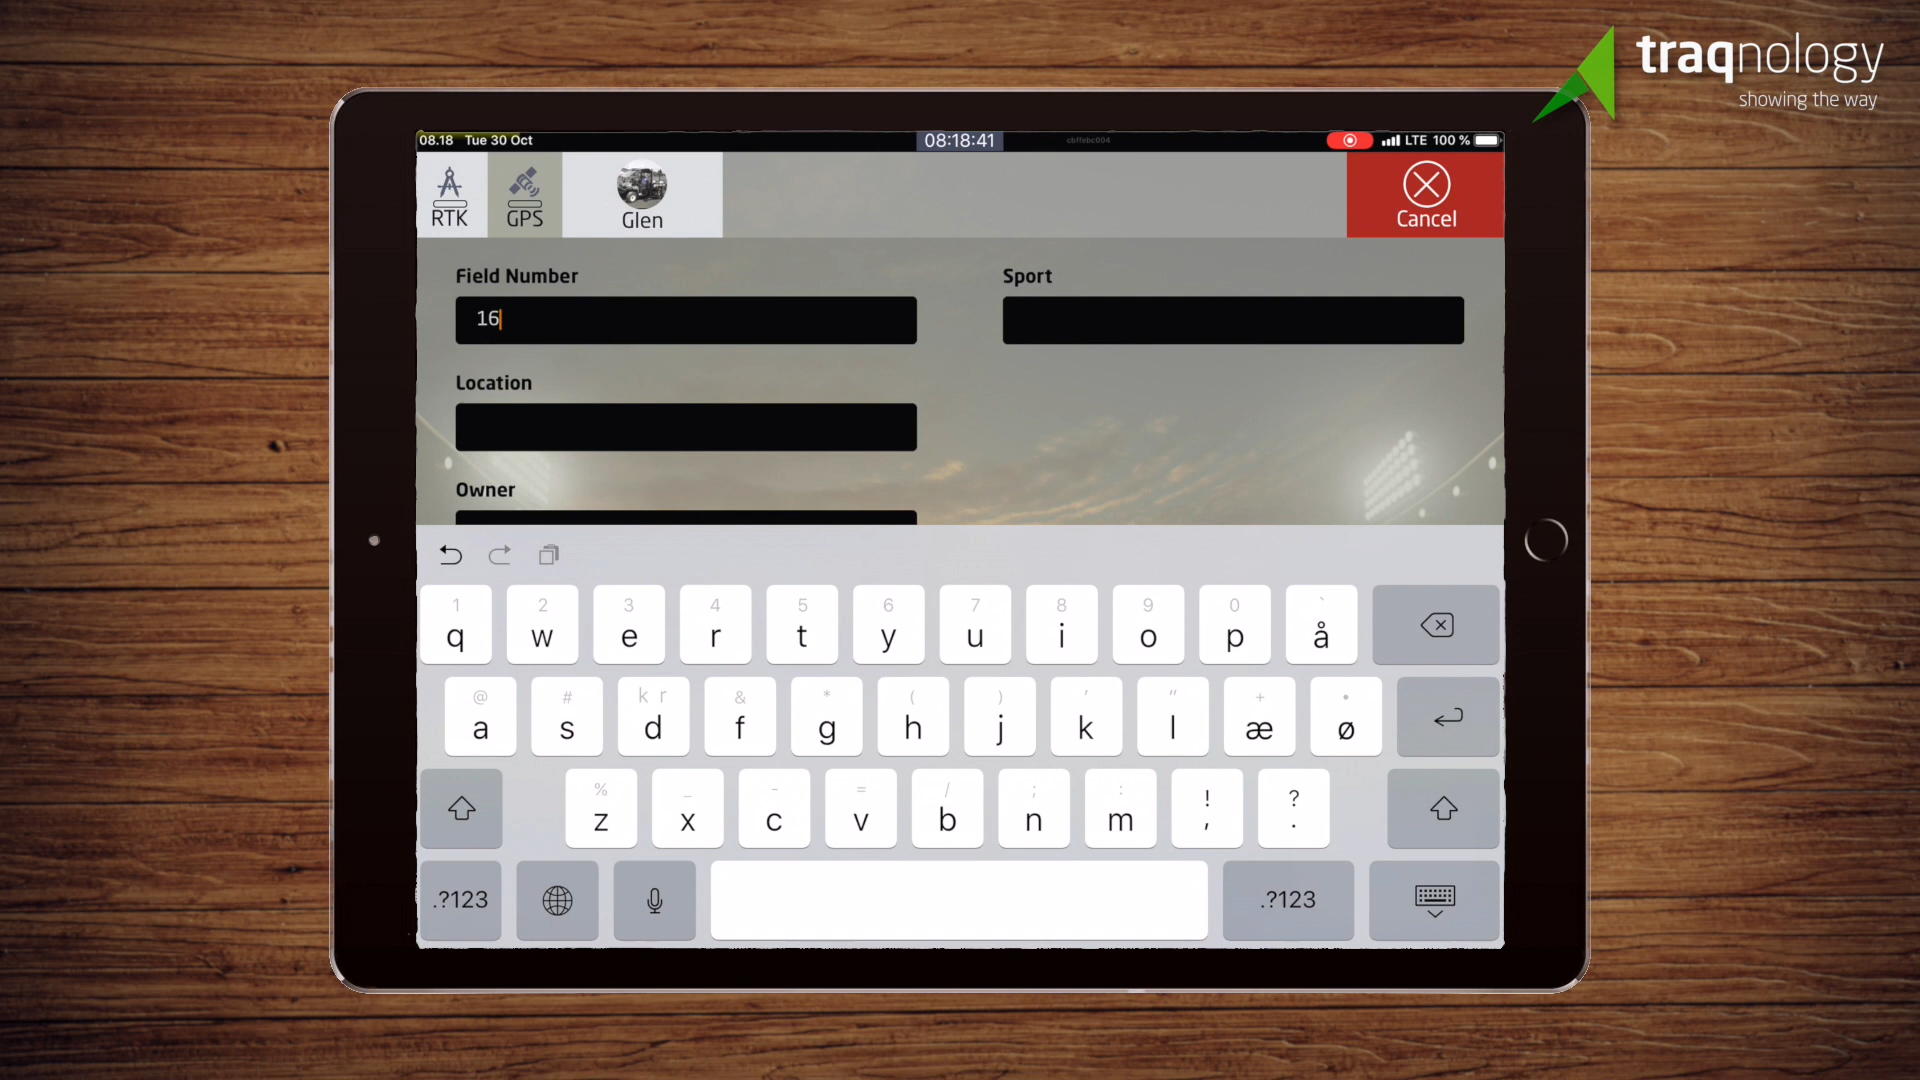 traqnology
showing the way
08.18 Tue 30 Oct
08:18:41
cbffebc004
LTE 100 %
RTK
GPS
Glen
Cancel
Field Number
Sport
16
Location
Owner
1 2 3 4 5 6 7 8 9 0 `
q w e r t y u i o p å
@ # k r & * ( ) ' " + •
a s d f g h j k l æ ø
% _ - = / ; : ! ?
z x c v b n m , .
.?123
.?123